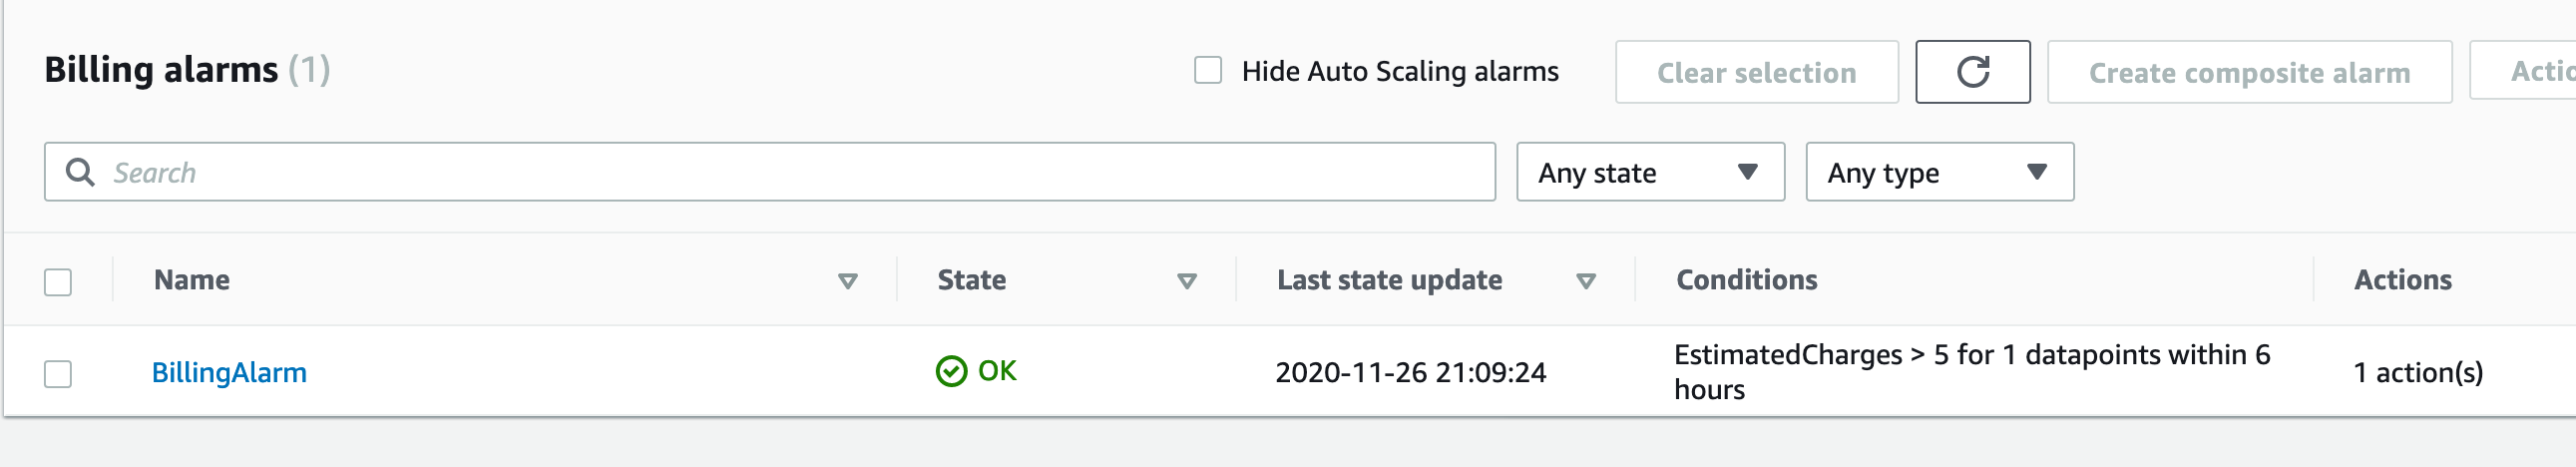 Billing alarms (1)
Hide Auto Scaling alarms
Clear selection
Create composite alarm
Actio
Search
Any state
Any type
Name
State
Last state update
Conditions
Actions
BillingAlarm
OK
2020-11-26 21:09:24
EstimatedCharges > 5 for 1 datapoints within 6
hours
1 action(s)